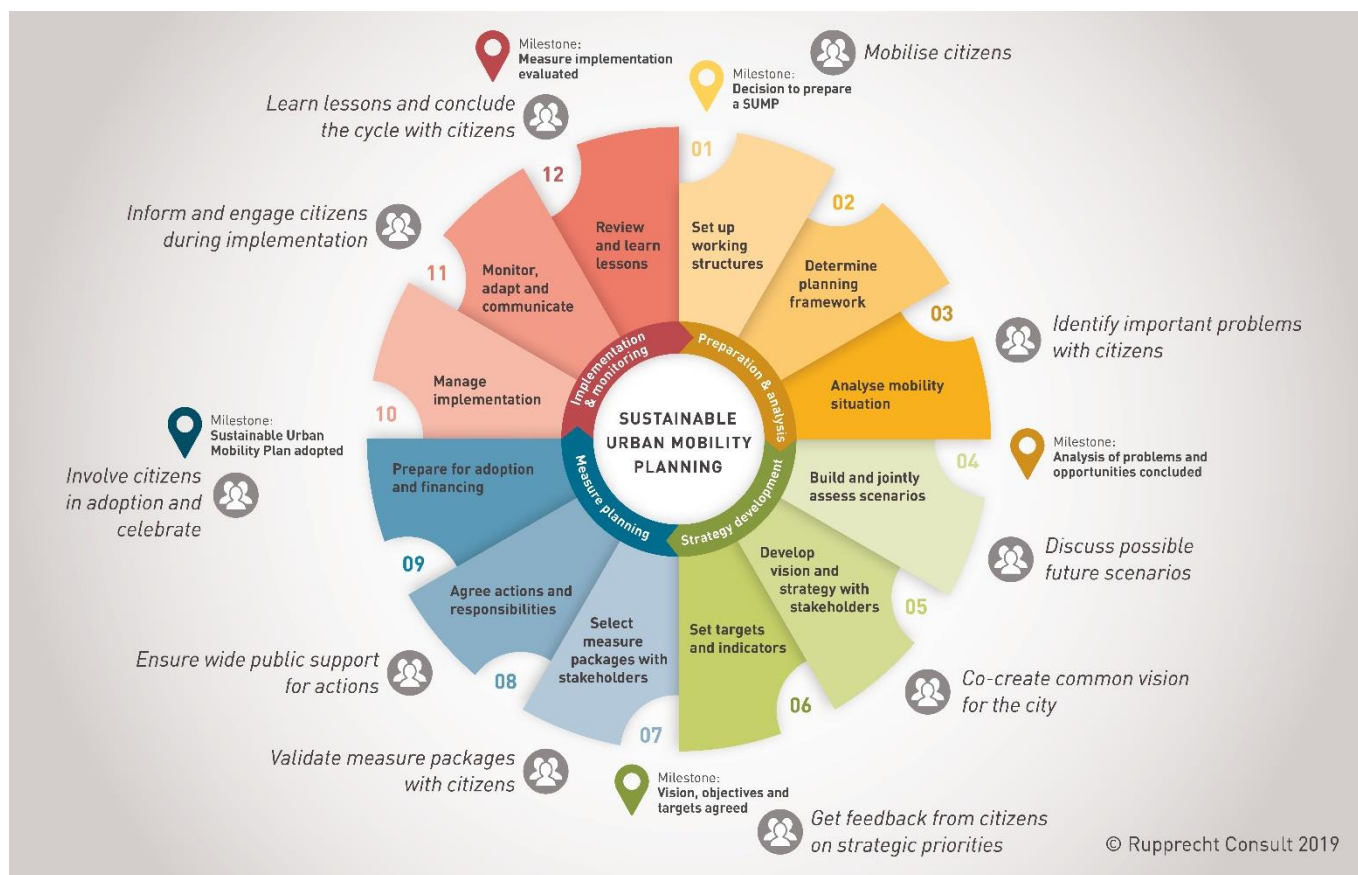 Milestone:
Measure implementation
evaluated
Milestone:
Decision to prepare
a SUMP
Mobilise citizens
Learn lessons and conclude
the cycle with citizens
Inform and engage citizens
during implementation
01
Set up
working
structures
02
Determine
planning
framework
03
Analyse mobility
situation
Identify important problems
with citizens
Milestone:
Analysis of problems and
opportunities concluded
04
Build and jointly
assess scenarios
Discuss possible
future scenarios
05
Develop
vision and
strategy with
stakeholders
Co-create common vision
for the city
06
Set targets
and indicators
Milestone:
Vision, objectives and
targets agreed
Get feedback from citizens
on strategic priorities
07
Select
measure
packages with
stakeholders
Validate measure packages
with citizens
08
Agree actions and
responsibilities
Ensure wide public support
for actions
09
Prepare for adoption
and financing
Milestone:
Sustainable Urban
Mobility Plan adopted
Involve citizens
in adoption and
celebrate
10
Manage
implementation
11
Monitor,
adapt and
communicate
12
Review
and learn
lessons
Preparation & analysis
Strategy development
Measure planning
Implementation
& monitoring
SUSTAINABLE
URBAN MOBILITY
PLANNING
© Rupprecht Consult 2019